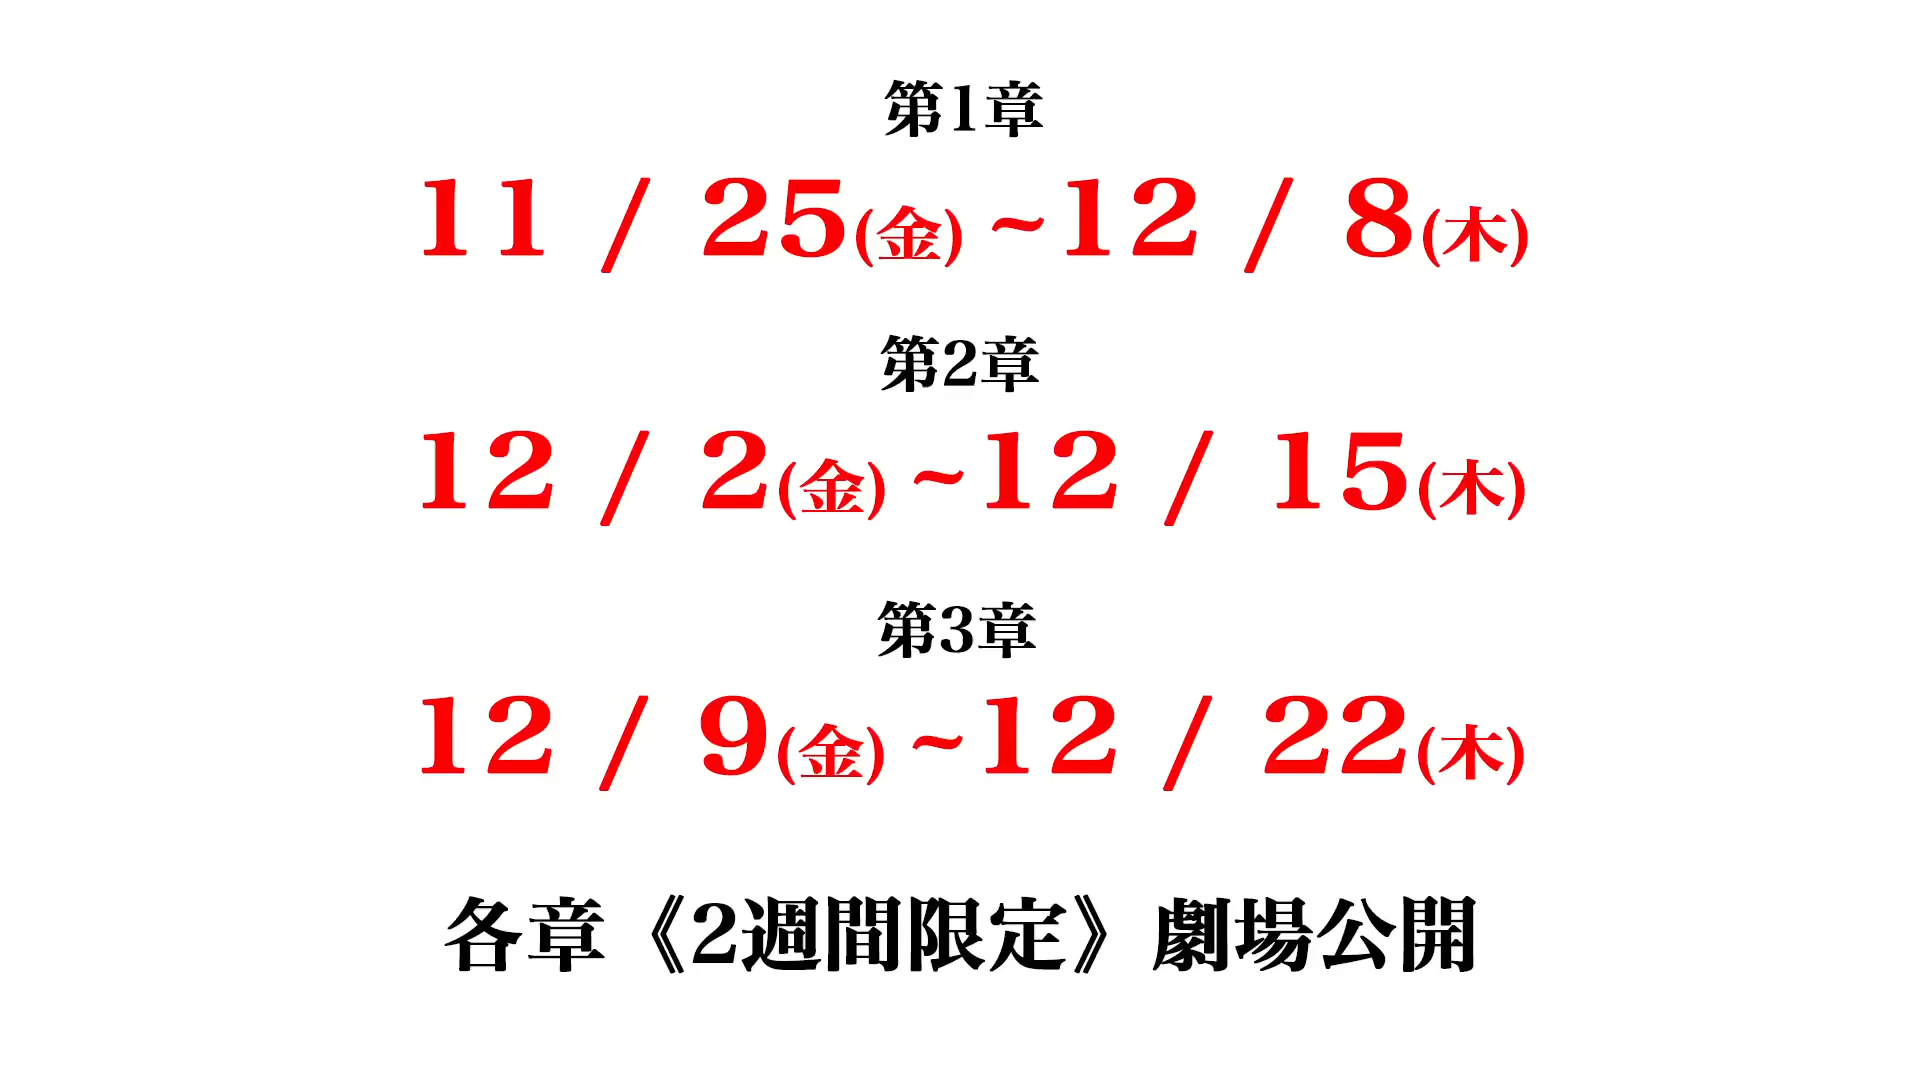 第1章
11 / 25(金) ~12 / 8(木)
第2章
12 / 2(金) ~12 / 15(木)
第3章
12 / 9(金) ~12 / 22(木)
各章《2週間限定》劇場公開